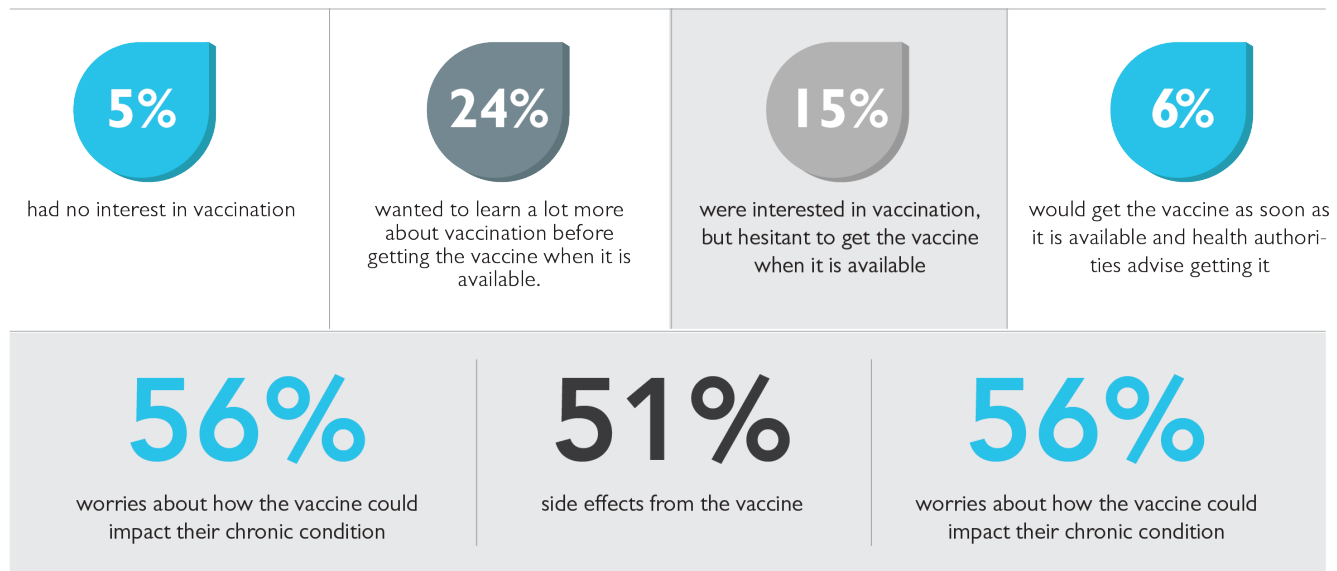 5%
had no interest in vaccination
24%
wanted to learn a lot more
about vaccination before
getting the vaccine when it is
available.
15%
were interested in vaccination,
but hesitant to get the vaccine
when it is available
6%
would get the vaccine as soon as
it is available and health authori-
ties advise getting it
56%
worries about how the vaccine could
impact their chronic condition
51%
side effects from the vaccine
56%
worries about how the vaccine could
impact their chronic condition